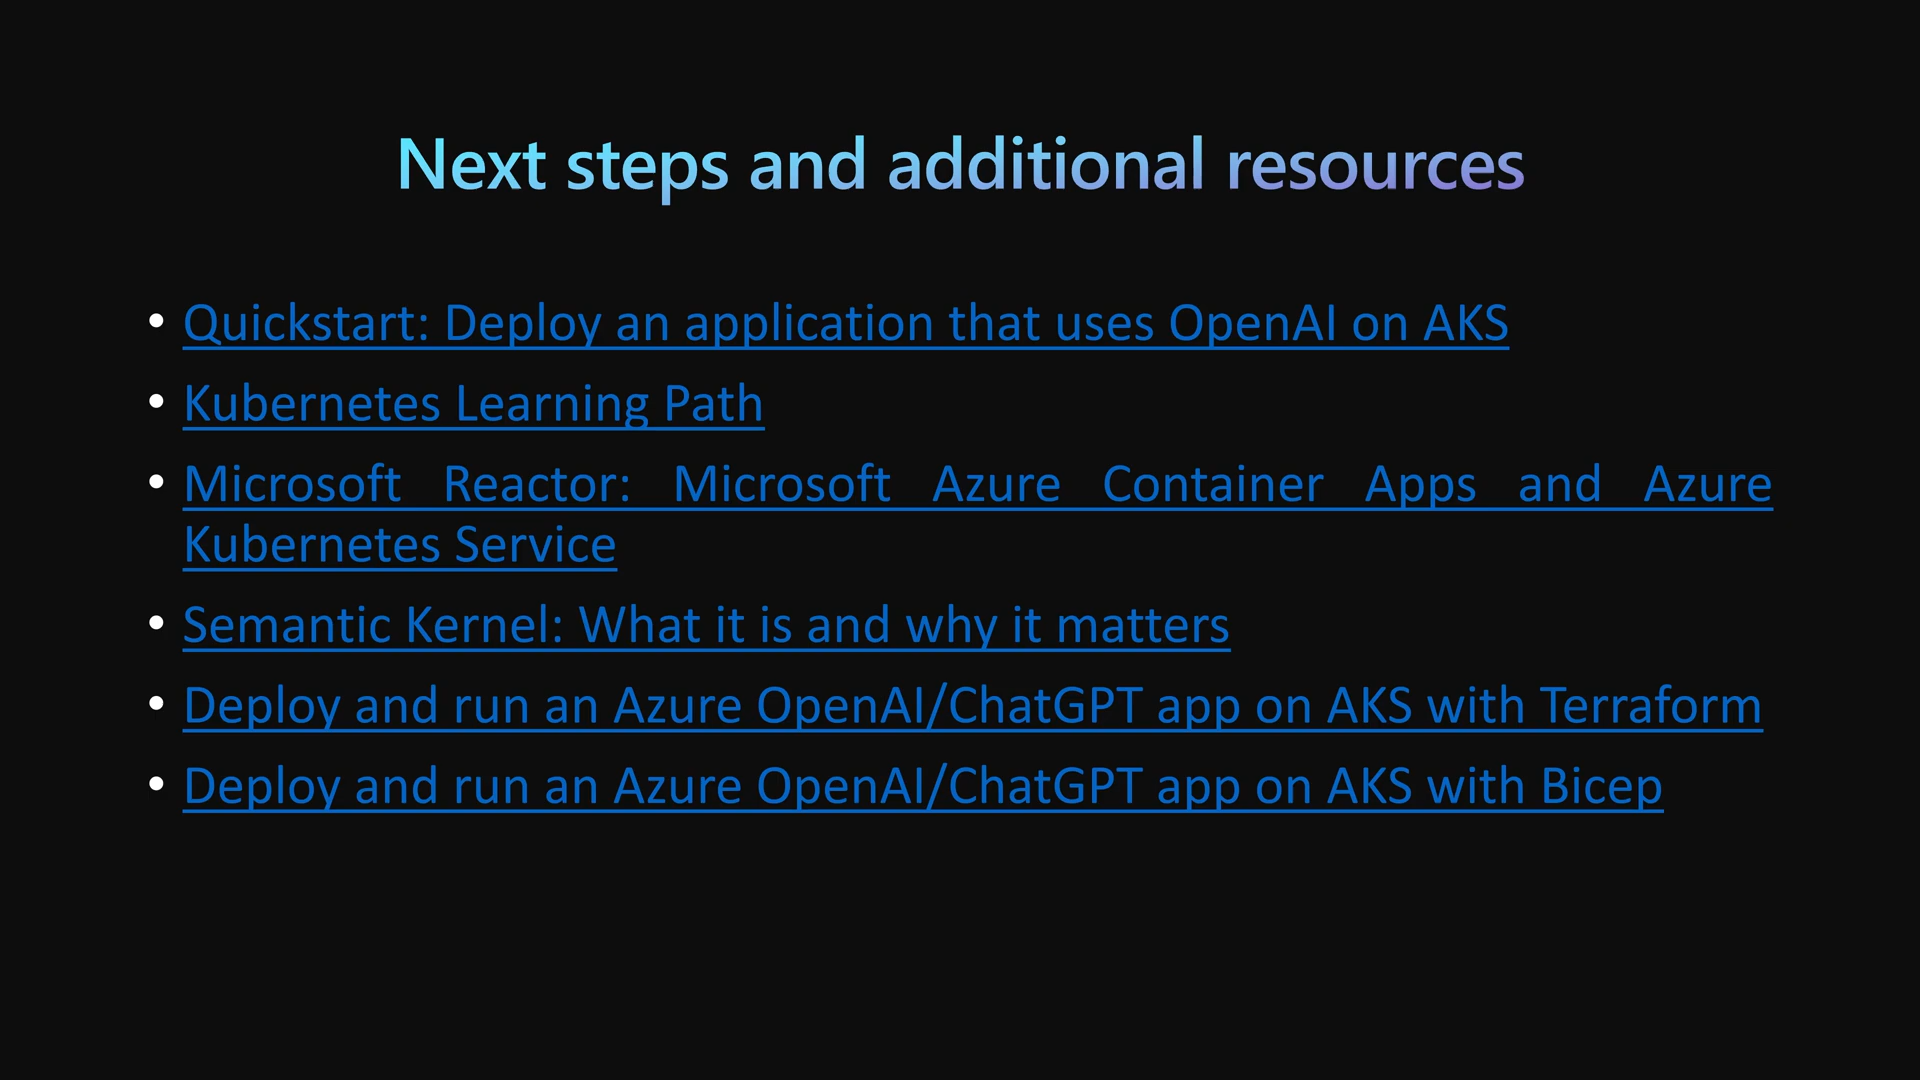 Next steps and additional resources
• Quickstart: Deploy an application that uses OpenAI on AKS
• Kubernetes Learning Path
• Microsoft Reactor: Microsoft Azure Container Apps and Azure
Kubernetes Service
• Semantic Kernel: What it is and why it matters
• Deploy and run an Azure OpenAI/ChatGPT app on AKS with Terraform
• Deploy and run an Azure OpenAI/ChatGPT app on AKS with Bicep